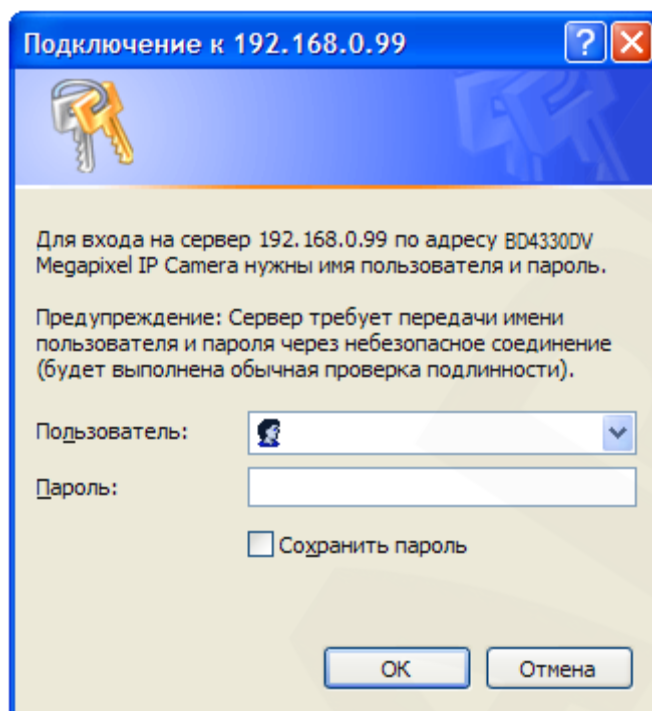 Подключение к 192.168.0.99
Для входа на сервер 192.168.0.99 по адресу BD4330DV
Megapixel IP Camera нужны имя пользователя и пароль.
Предупреждение: Сервер требует передачи имени
пользователя и пароля через небезопасное соединение
(будет выполнена обычная проверка подлинности).
Пользователь:
Пароль:
Сохранить пароль
ОК Отмена